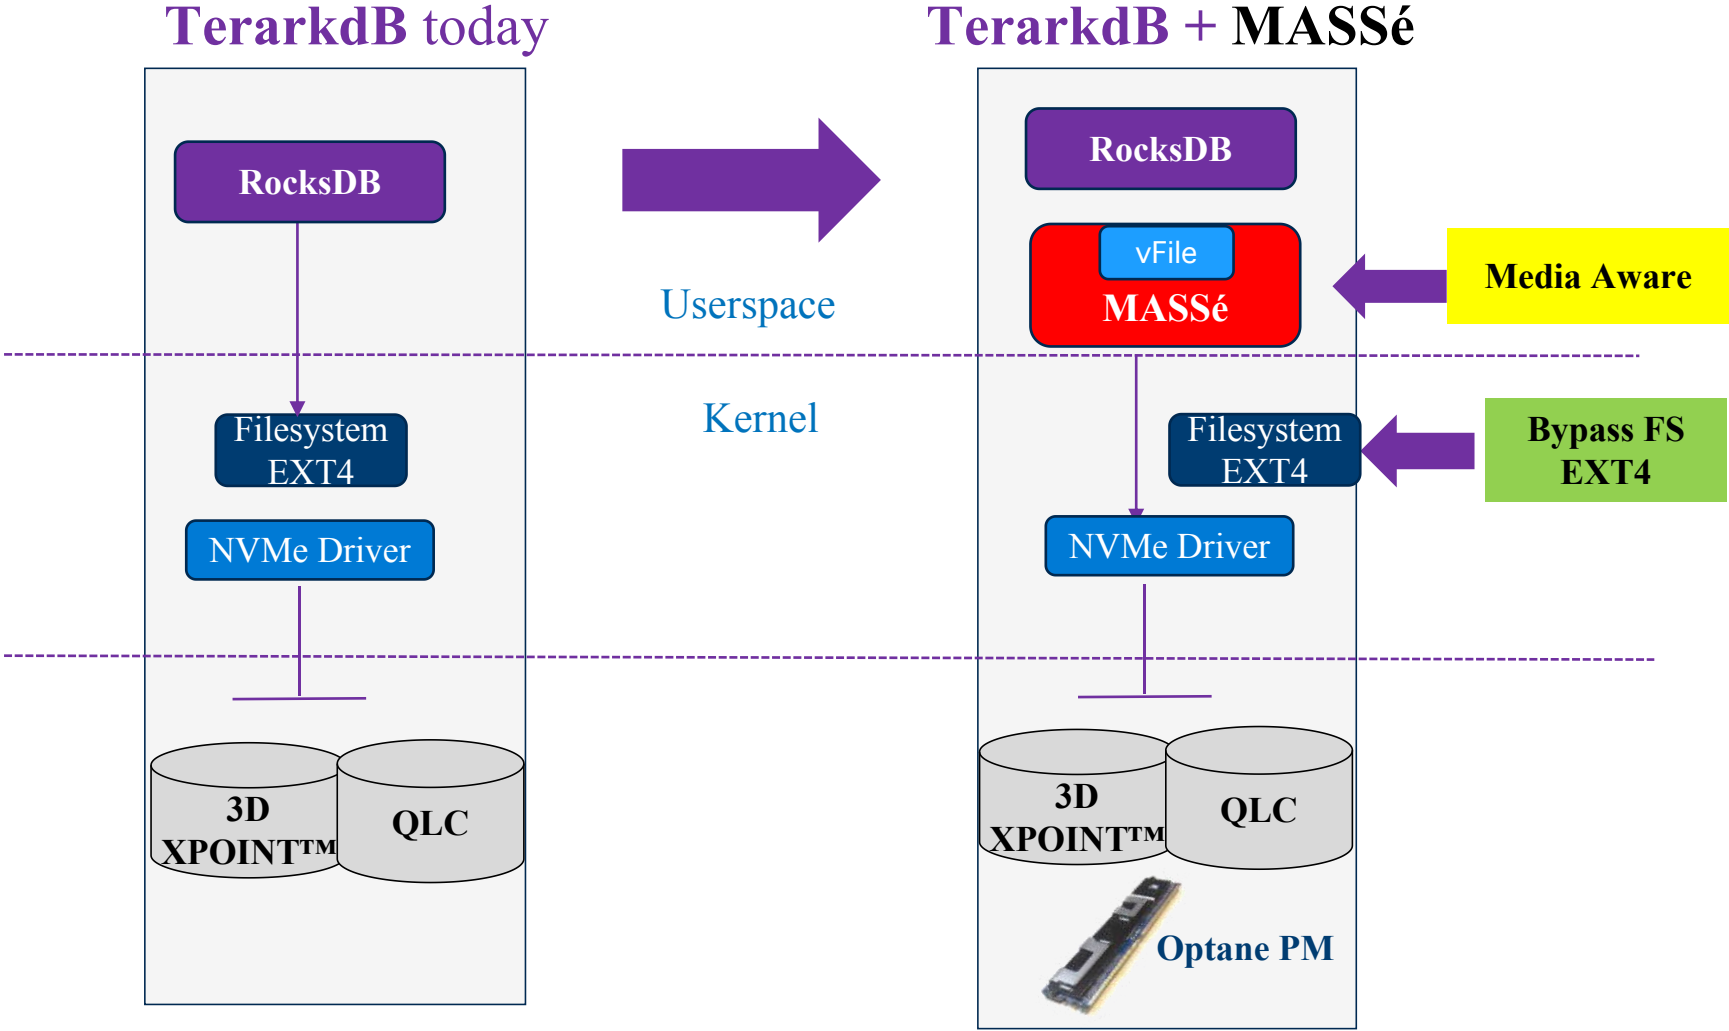 TerarkdB today
TerarkdB + MASSé
RocksDB
RocksDB
vFile
MASSé
Media Aware
Userspace
Kernel
Filesystem
EXT4
Filesystem
EXT4
Bypass FS
EXT4
NVMe Driver
NVMe Driver
3D
XPOINT™
QLC
3D
XPOINT™
QLC
Optane PM